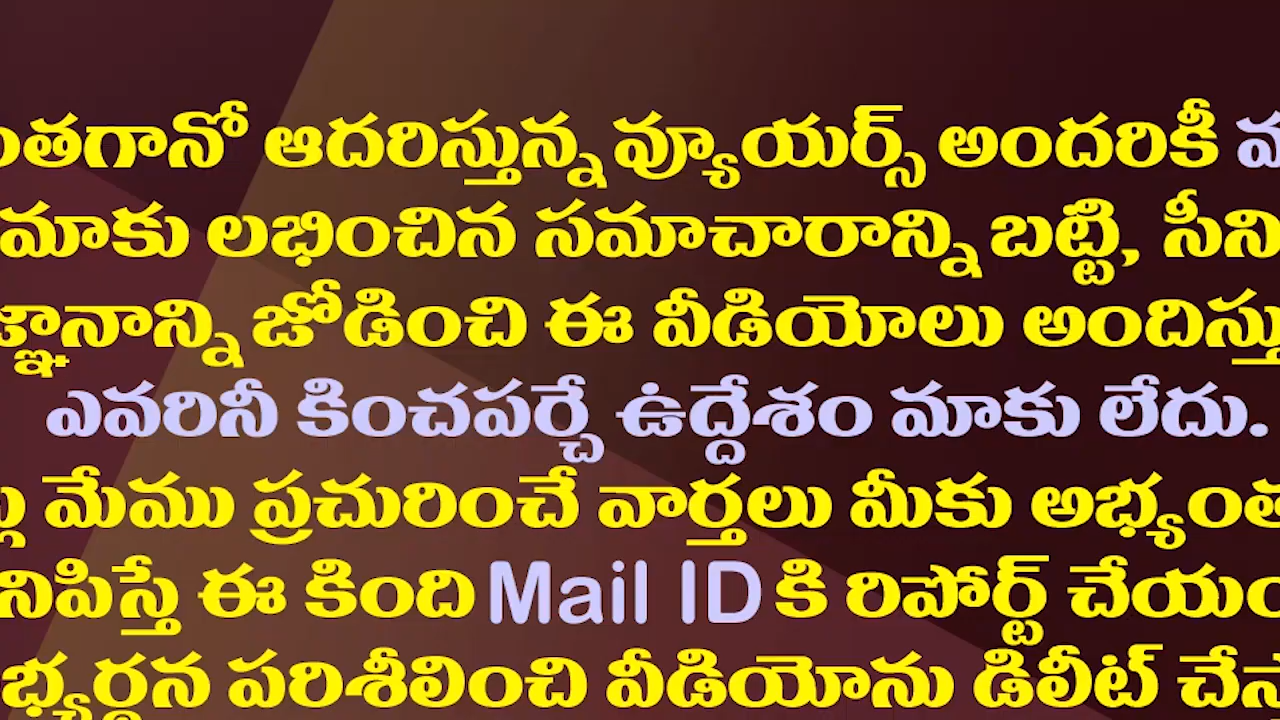 ఆదరిస్తున్న వ్యూయర్స్ అందరికీ
మాకు లభించిన సమాచారాన్ని బట్టి,
జోడించి ఈ వీడియోలు
ఎవరినీ కించపర్చే ఉద్దేశం మాకు లేదు.
మేము ప్రచురించే వార్తలు మీకు
ఈ కింది Mail ID కి రిపోర్ట్
పరిశీలించి వీడియోను డిలీట్